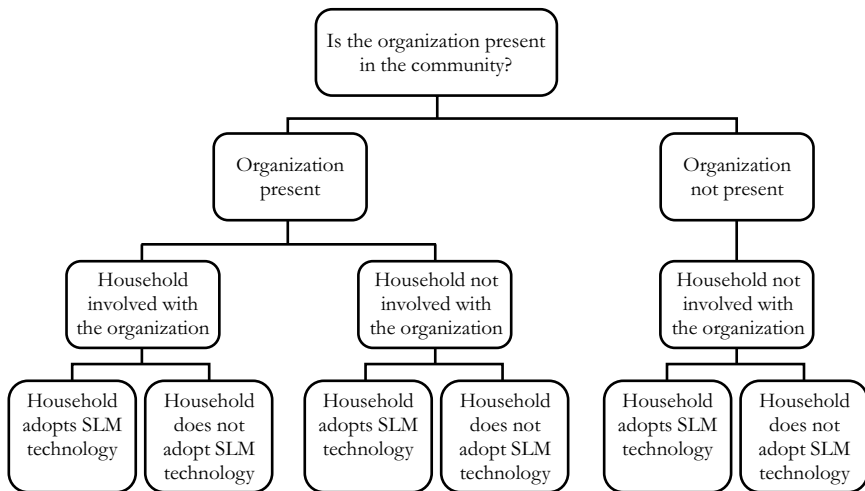 Is the organization present
in the community?
Organization
present
Organization
not present
Household
involved with
the organization
Household not
involved with
the organization
Household not
involved with
the organization
Household
adopts SLM
technology
Household
does not
adopt SLM
technology
Household
adopts SLM
technology
Household
does not
adopt SLM
technology
Household
adopts SLM
technology
Household
does not
adopt SLM
technology